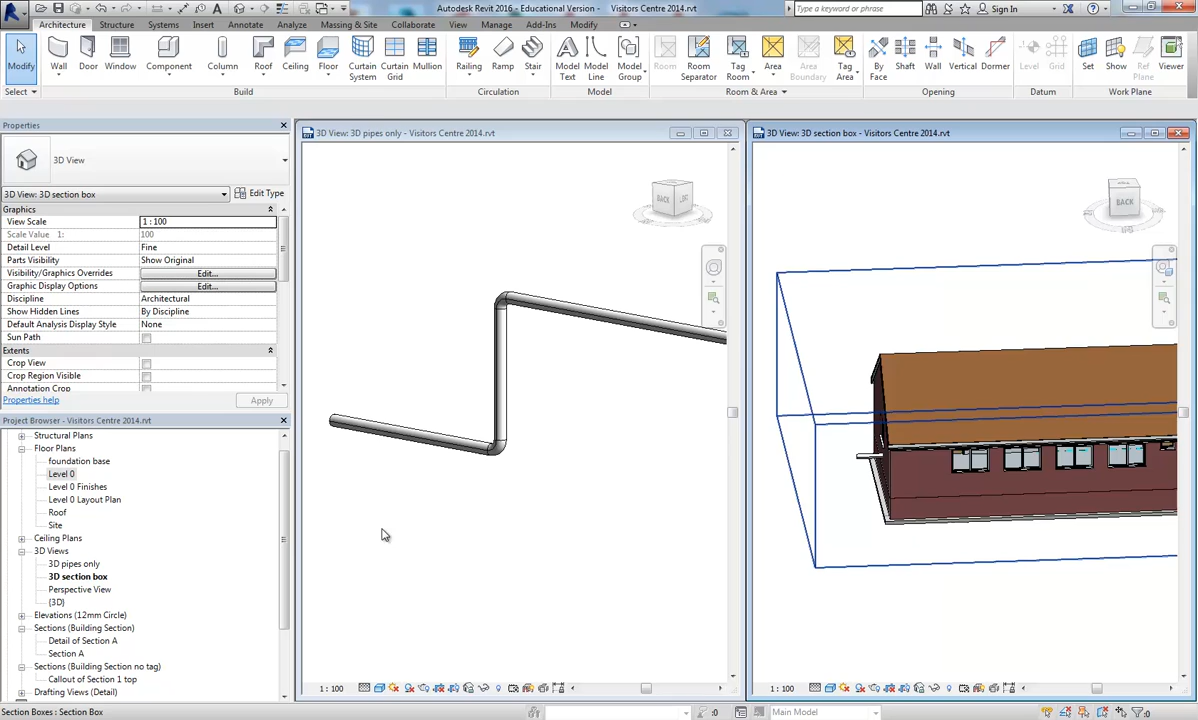 Autodesk Revit 2016 - Educational Version - Visitors Centre 2014.rvt
Type a keyword or phrase
Sign In
Architecture Structure Systems Insert Annotate Analyze Massing & Site Collaborate View Manage Add-Ins Modify
Modify Wall Door Window Component Column Roof Ceiling Floor Curtain System Curtain Grid Mullion Railing Ramp Stair Model Text Model Line Model Group Room Room Separator Tag Room Area Area Boundary Tag Area By Face Shaft Wall Vertical Dormer Level Grid Set Show Ref Plane Viewer
Select Build Circulation Model Room & Area Opening Datum Work Plane
Properties
3D View
3D View: 3D section box
Edit Type
Graphics
View Scale 1 : 100
Scale Value 1: 100
Detail Level Fine
Parts Visibility Show Original
Visibility/Graphics Overrides Edit...
Graphic Display Options Edit...
Discipline Architectural
Show Hidden Lines By Discipline
Default Analysis Display Style None
Sun Path
Extents
Crop View
Crop Region Visible
Annotation Crop
Properties help
Apply
Project Browser - Visitors Centre 2014.rvt
Structural Plans
Floor Plans
foundation base
Level 0
Level 0 Finishes
Level 0 Layout Plan
Roof
Site
Ceiling Plans
3D Views
3D pipes only
3D section box
Perspective View
{3D}
Elevations (12mm Circle)
Sections (Building Section)
Detail of Section A
Section A
Sections (Building Section no tag)
Callout of Section 1 top
Drafting Views (Detail)
3D View: 3D pipes only - Visitors Centre 2014.rvt
BACK
1 : 100
3D View: 3D section box - Visitors Centre 2014.rvt
BACK
1 : 100
Section Boxes : Section Box
:0
Main Model
:0